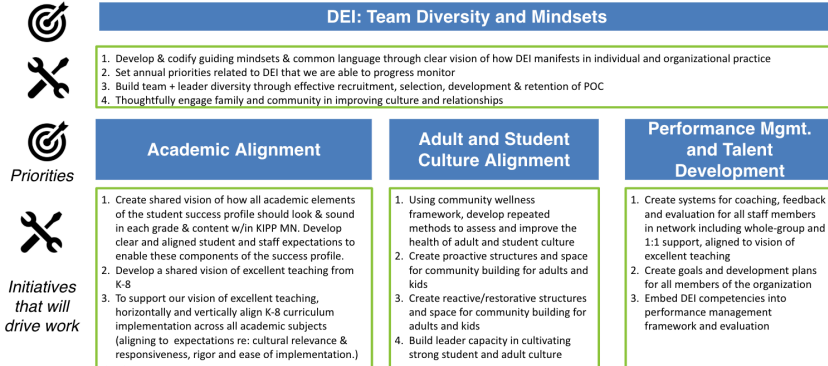 DEI: Team Diversity and Mindsets
1. Develop & codify guiding mindsets & common language through clear vision of how DEI manifests in individual and organizational practice
2. Set annual priorities related to DEI that we are able to progress monitor
3. Build team + leader diversity through effective recruitment, selection, development & retention of POC
4. Thoughtfully engage family and community in improving culture and relationships
Priorities
Academic Alignment
Adult and Student
Culture Alignment
Performance Mgmt.
and Talent
Development
Initiatives
that will
drive work
1. Create shared vision of how all academic elements
of the student success profile should look & sound
in each grade & content w/in KIPP MN. Develop
clear and aligned student and staff expectations to
enable these components of the success profile.
2. Develop a shared vision of excellent teaching from
K-8
3. To support our vision of excellent teaching,
horizontally and vertically align K-8 curriculum
implementation across all academic subjects
(aligning to expectations re: cultural relevance &
responsiveness, rigor and ease of implementation.)
1. Using community wellness
framework, develop repeated
methods to assess and improve the
health of adult and student culture
2. Create proactive structures and space
for community building for adults and
kids
3. Create reactive/restorative structures
and space for community building for
adults and kids
4. Build leader capacity in cultivating
strong student and adult culture
1. Create systems for coaching, feedback
and evaluation for all staff members
in network including whole-group and
1:1 support, aligned to vision of
excellent teaching
2. Create goals and development plans
for all members of the organization
3. Embed DEI competencies into
performance management
framework and evaluation